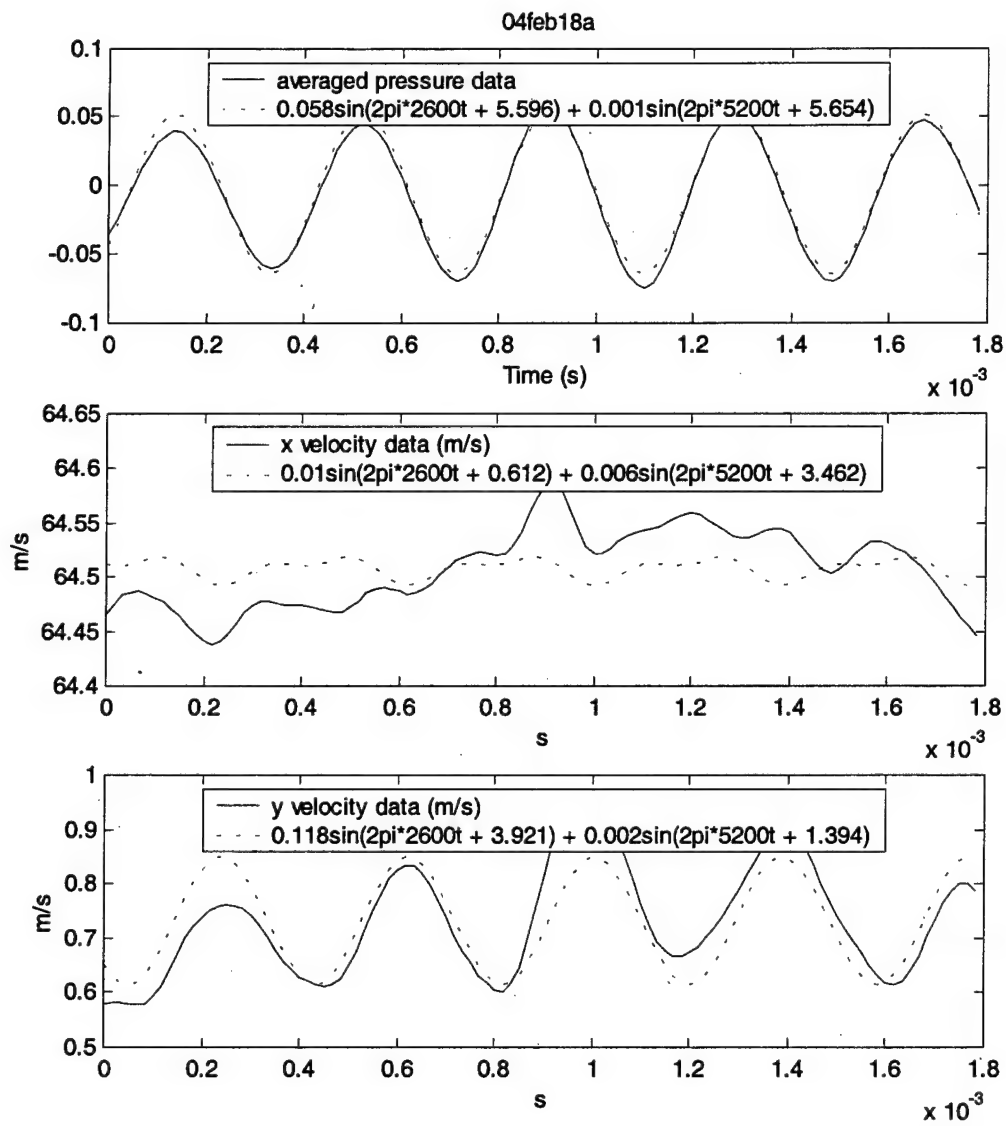 04feb18a
0.1
0.05
0
-0.05
-0.1
averaged pressure data
0.058sin(2pi*2600t + 5.596) + 0.001sin(2pi*5200t + 5.654)
0 0.2 0.4 0.6 0.8 1 1.2 1.4 1.6 1.8
Time (s)
x 10-3
64.65
64.6
64.55
64.5
64.45
64.4
m/s
x velocity data (m/s)
0.01sin(2pi*2600t + 0.612) + 0.006sin(2pi*5200t + 3.462)
0 0.2 0.4 0.6 0.8 1 1.2 1.4 1.6 1.8
s
x 10-3
1
0.9
0.8
0.7
0.6
0.5
m/s
y velocity data (m/s)
0.118sin(2pi*2600t + 3.921) + 0.002sin(2pi*5200t + 1.394)
0 0.2 0.4 0.6 0.8 1 1.2 1.4 1.6 1.8
s
x 10-3